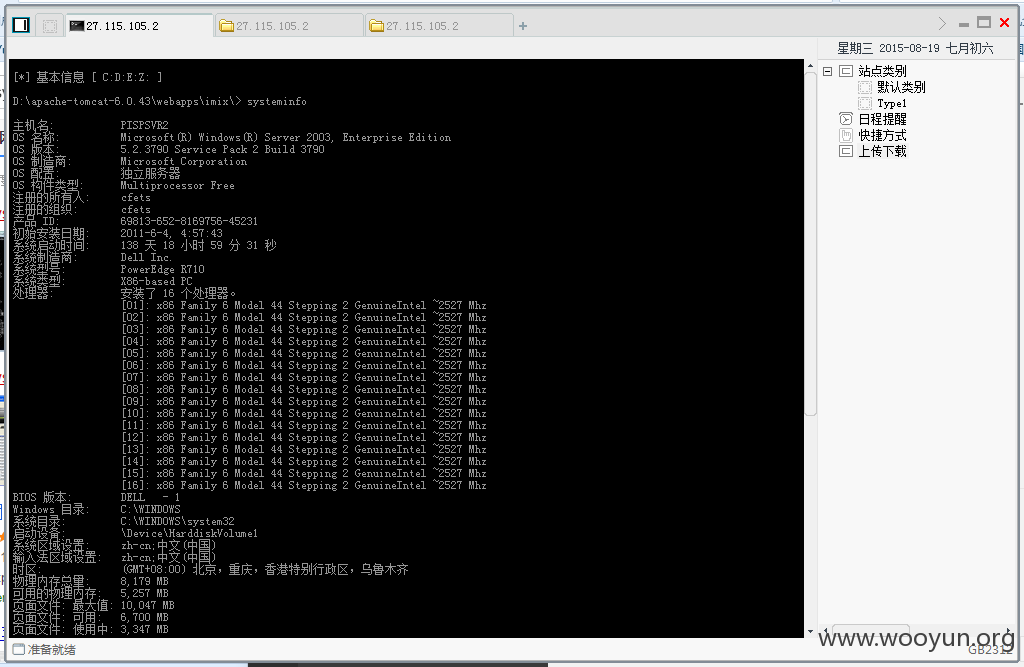 27.115.105.2
27.115.105.2
27.115.105.2
星期三 2015-08-19 七月初六
[*] 基本信息 [ C:D:E:Z: ]
D:\apache-tomcat-6.0.43\webapps\imix\> systeminfo
主机名: PISPSVR2
OS 名称: Microsoft(R) Windows(R) Server 2003, Enterprise Edition
OS 版本: 5.2.3790 Service Pack 2 Build 3790
OS 制造商: Microsoft Corporation
OS 配置: 独立服务器
OS 构件类型: Multiprocessor Free
注册的所有人: cfets
注册的组织: cfets
产品 ID: 69813-652-8169756-45231
初始安装日期: 2011-6-4, 4:57:43
系统启动时间: 138 天 18 小时 59 分 31 秒
系统制造商: Dell Inc.
系统型号: PowerEdge R710
系统类型: X86-based PC
处理器: 安装了 16 个处理器。
[01]: x86 Family 6 Model 44 Stepping 2 GenuineIntel ~2527 Mhz
[02]: x86 Family 6 Model 44 Stepping 2 GenuineIntel ~2527 Mhz
[03]: x86 Family 6 Model 44 Stepping 2 GenuineIntel ~2527 Mhz
[04]: x86 Family 6 Model 44 Stepping 2 GenuineIntel ~2527 Mhz
[05]: x86 Family 6 Model 44 Stepping 2 GenuineIntel ~2527 Mhz
[06]: x86 Family 6 Model 44 Stepping 2 GenuineIntel ~2527 Mhz
[07]: x86 Family 6 Model 44 Stepping 2 GenuineIntel ~2527 Mhz
[08]: x86 Family 6 Model 44 Stepping 2 GenuineIntel ~2527 Mhz
[09]: x86 Family 6 Model 44 Stepping 2 GenuineIntel ~2527 Mhz
[10]: x86 Family 6 Model 44 Stepping 2 GenuineIntel ~2527 Mhz
[11]: x86 Family 6 Model 44 Stepping 2 GenuineIntel ~2527 Mhz
[12]: x86 Family 6 Model 44 Stepping 2 GenuineIntel ~2527 Mhz
[13]: x86 Family 6 Model 44 Stepping 2 GenuineIntel ~2527 Mhz
[14]: x86 Family 6 Model 44 Stepping 2 GenuineIntel ~2527 Mhz
[15]: x86 Family 6 Model 44 Stepping 2 GenuineIntel ~2527 Mhz
[16]: x86 Family 6 Model 44 Stepping 2 GenuineIntel ~2527 Mhz
BIOS 版本: DELL - 1
Windows 目录: C:\WINDOWS
系统目录: C:\WINDOWS\system32
启动设备: \Device\HarddiskVolume1
系统区域设置: zh-cn;中文(中国)
输入法区域设置: zh-cn;中文(中国)
时区: (GMT+08:00) 北京，重庆，香港特别行政区，乌鲁木齐
物理内存总量: 8,179 MB
可用的物理内存: 5,257 MB
页面文件: 最大值: 10,047 MB
页面文件: 可用: 6,700 MB
页面文件: 使用中: 3,347 MB
站点类别
默认类别
Type1
日程提醒
快捷方式
上传下载
准备就绪
www.wooyun.org
GB2312